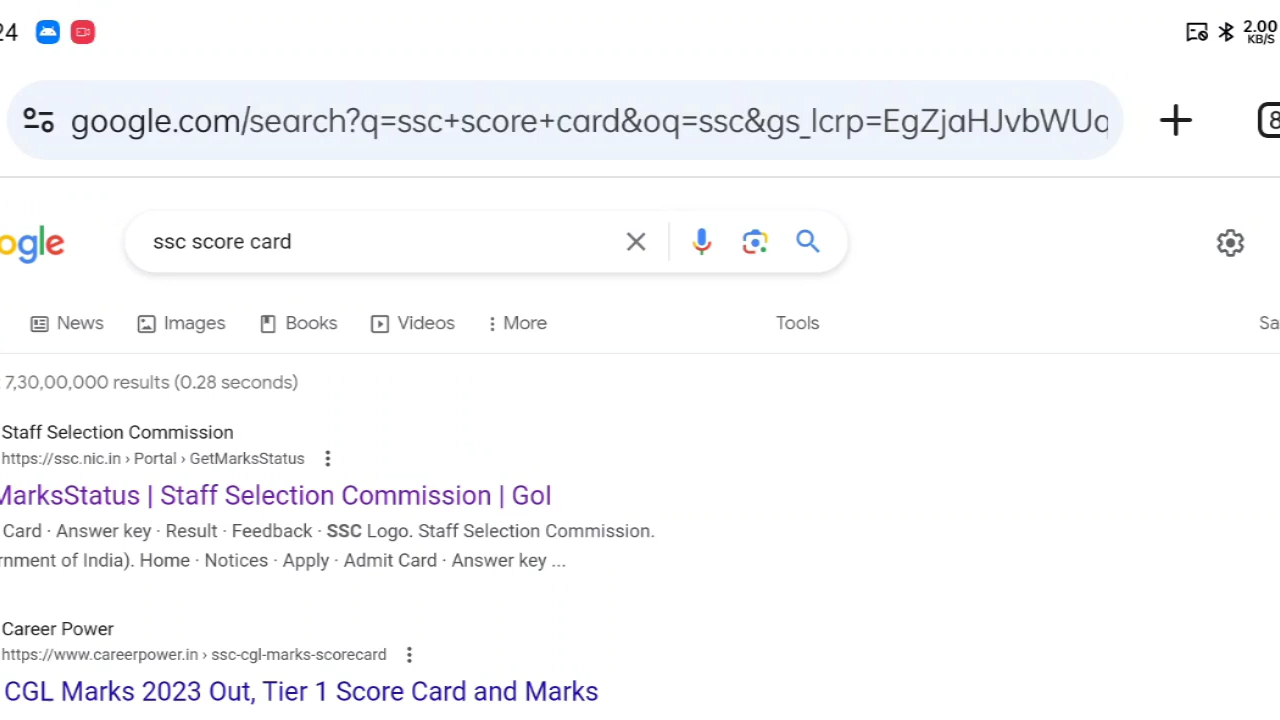 24
2.00
KB/S
google.com/search?q=ssc+score+card&oq=ssc&gs_lcrp=EgZjaHJvbWUq
8
ogle
ssc score card
News Images Books Videos More Tools Sa
7,30,00,000 results (0.28 seconds)
Staff Selection Commission
https://ssc.nic.in › Portal › GetMarksStatus
MarksStatus | Staff Selection Commission | GoI
Card · Answer key · Result · Feedback · SSC Logo. Staff Selection Commission.
rnment of India). Home · Notices · Apply · Admit Card · Answer key ...
Career Power
https://www.careerpower.in › ssc-cgl-marks-scorecard
CGL Marks 2023 Out, Tier 1 Score Card and Marks